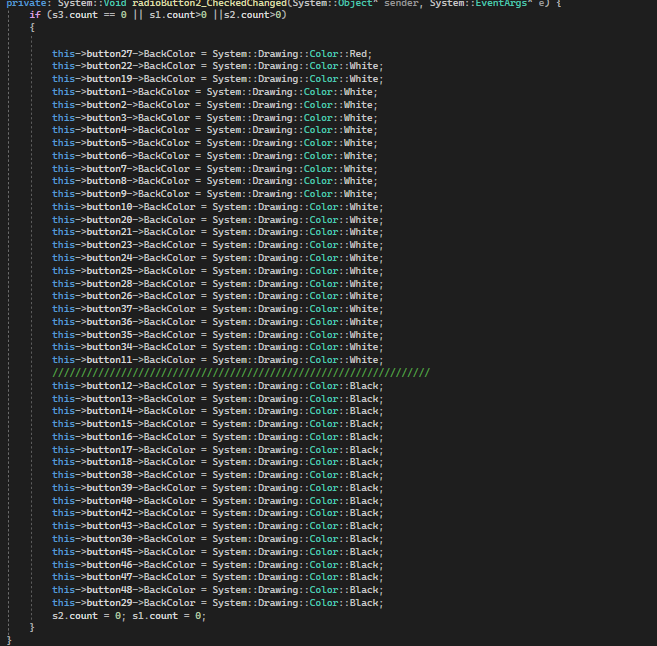 private: System::Void radioButton2_CheckedChanged(System::Object^ sender, System::EventArgs^ e) {
if (s3.count == 0 || s1.count>0 ||s2.count>0)
{
this->button27->BackColor = System::Drawing::Color::Red;
this->button22->BackColor = System::Drawing::Color::White;
this->button19->BackColor = System::Drawing::Color::White;
this->button1->BackColor = System::Drawing::Color::White;
this->button2->BackColor = System::Drawing::Color::White;
this->button3->BackColor = System::Drawing::Color::White;
this->button4->BackColor = System::Drawing::Color::White;
this->button5->BackColor = System::Drawing::Color::White;
this->button6->BackColor = System::Drawing::Color::White;
this->button7->BackColor = System::Drawing::Color::White;
this->button8->BackColor = System::Drawing::Color::White;
this->button9->BackColor = System::Drawing::Color::White;
this->button10->BackColor = System::Drawing::Color::White;
this->button20->BackColor = System::Drawing::Color::White;
this->button21->BackColor = System::Drawing::Color::White;
this->button23->BackColor = System::Drawing::Color::White;
this->button24->BackColor = System::Drawing::Color::White;
this->button25->BackColor = System::Drawing::Color::White;
this->button28->BackColor = System::Drawing::Color::White;
this->button26->BackColor = System::Drawing::Color::White;
this->button37->BackColor = System::Drawing::Color::White;
this->button36->BackColor = System::Drawing::Color::White;
this->button35->BackColor = System::Drawing::Color::White;
this->button34->BackColor = System::Drawing::Color::White;
this->button11->BackColor = System::Drawing::Color::White;
//////////////////////////////////////////////////////////////////
this->button12->BackColor = System::Drawing::Color::Black;
this->button13->BackColor = System::Drawing::Color::Black;
this->button14->BackColor = System::Drawing::Color::Black;
this->button15->BackColor = System::Drawing::Color::Black;
this->button16->BackColor = System::Drawing::Color::Black;
this->button17->BackColor = System::Drawing::Color::Black;
this->button18->BackColor = System::Drawing::Color::Black;
this->button38->BackColor = System::Drawing::Color::Black;
this->button39->BackColor = System::Drawing::Color::Black;
this->button40->BackColor = System::Drawing::Color::Black;
this->button42->BackColor = System::Drawing::Color::Black;
this->button43->BackColor = System::Drawing::Color::Black;
this->button30->BackColor = System::Drawing::Color::Black;
this->button45->BackColor = System::Drawing::Color::Black;
this->button46->BackColor = System::Drawing::Color::Black;
this->button47->BackColor = System::Drawing::Color::Black;
this->button48->BackColor = System::Drawing::Color::Black;
this->button29->BackColor = System::Drawing::Color::Black;
s2.count = 0; s1.count = 0;
}
}